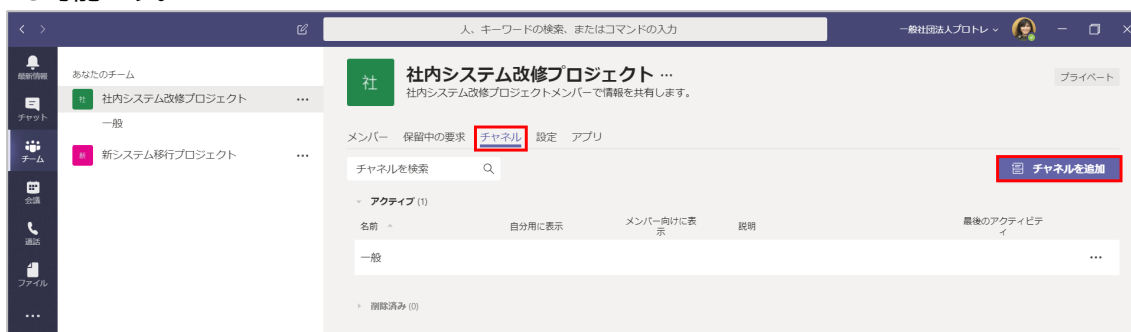 人、キーワードの検索、またはコマンドの入力
一般社団法人プロトレ
最新情報
チャット
チーム
会議
通話
ファイル
あなたのチーム
社 社内システム改修プロジェクト ...
一般
新 新システム移行プロジェクト ...
社 社内システム改修プロジェクト ...
社内システム改修プロジェクトメンバーで情報を共有します。
プライベート
メンバー 保留中の要求 チャネル 設定 アプリ
チャネルを検索
チャネルを追加
アクティブ (1)
名前 自分用に表示 メンバー向けに表示 説明 最後のアクティビティ
一般 ...
削除済み (0)